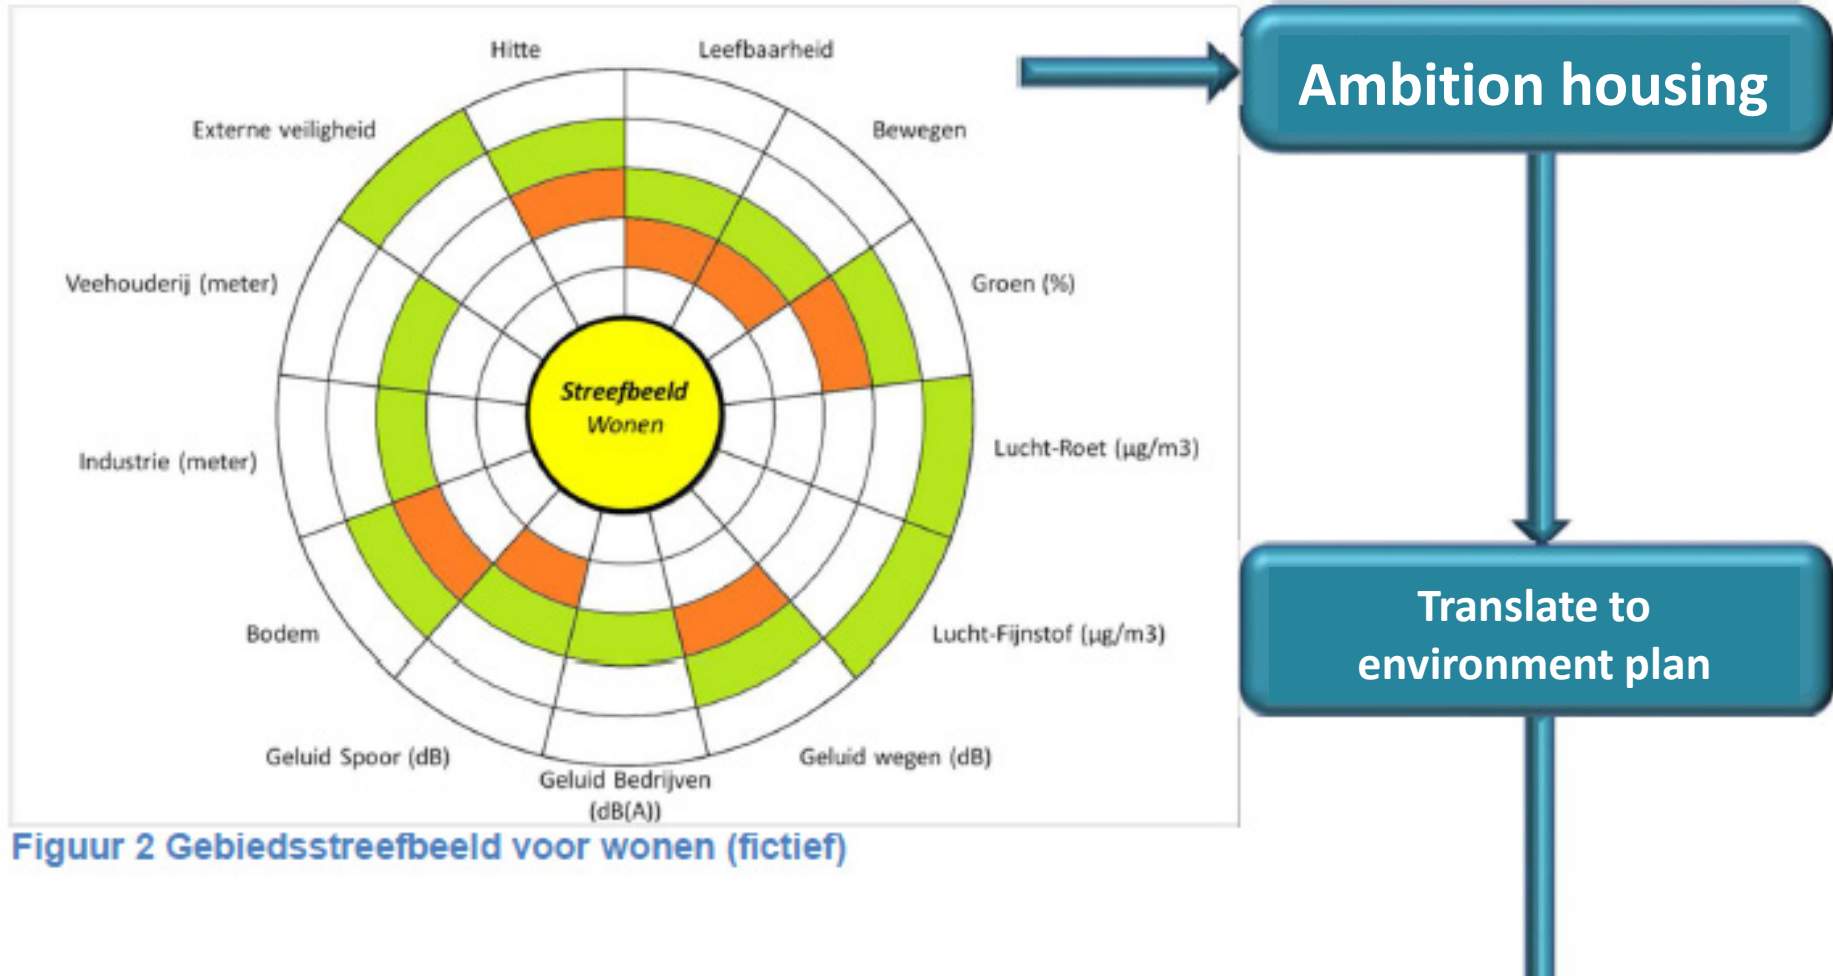 Hitte
Leefbaarheid
Ambition housing
Externe veiligheid
Bewegen
Veehouderij (meter)
Groen (%)
Streefbeeld
Wonen
Industrie (meter)
Lucht-Roet (µg/m3)
Translate to
environment plan
Bodem
Lucht-Fijnstof (µg/m3)
Geluid Spoor (dB)
Geluid Bedrijven
(dB(A))
Geluid wegen (dB)
Figuur 2 Gebiedsstreefbeeld voor wonen (fictief)